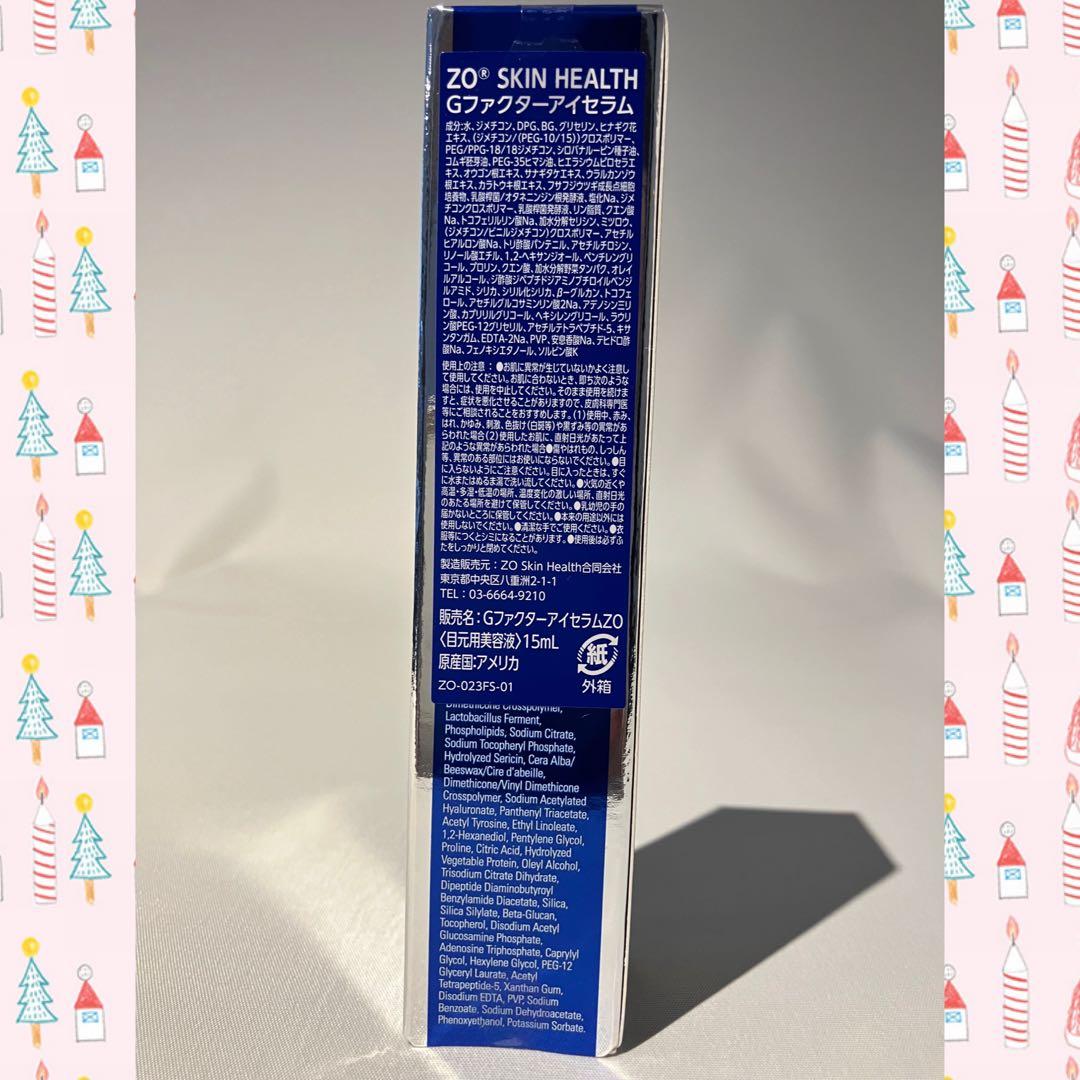 ZO® SKIN HEALTH
Gファクターアイセラム
成分:水、ジメチコン、DPG、BG、グリセリン、ヒナギク花
エキス、(ジメチコン/(PEG-10/15))クロスポリマー、
PEG/PPG-18/18ジメチコン、シロバナルーピン種子油、
コムギ胚芽油、PEG-35ヒマシ油、ヒエラシウムピロセラエ
キス、オウゴン根エキス、サナギタケエキス、ウラルカンゾウ
根エキス、カラトウキ根エキス、フサフジウツギ成長点細胞
培養物、乳酸桿菌/オタネニンジン根発酵液、塩化Na、ジメ
チコンクロスポリマー、乳酸桿菌発酵液、リン脂質、クエン酸
Na、トコフェリルリン酸Na、加水分解セリシン、ミツロウ、
(ジメチコン/ビニルジメチコン)クロスポリマー、アセチル
ヒアルロン酸Na、トリ酢酸パンテニル、アセチルチロシン、
リノール酸エチル、1,2-ヘキサンジオール、ペンチレングリ
コール、プロリン、クエン酸、加水分解野菜タンパク、オレイ
ルアルコール、ジ酢酸ジペプチドジアミノブチロイルベンジ
ルアミド、シリカ、シリル化シリカ、β-グルカン、トコフェ
ロール、アセチルグルコサミンリン酸2Na、アデノシン三リ
ン酸、カプリリルグリコール、ヘキシレングリコール、ラウリ
ン酸PEG-12グリセリル、アセチルテトラペプチド-5、キサ
ンタンガム、EDTA-2Na、PVP、安息香酸Na、デヒドロ酢
酸Na、フェノキシエタノール、ソルビン酸K
使用上の注意：●お肌に異常が生じていないかよく注意し
て使用してください。お肌に合わないとき、即ち次のような
場合には、使用を中止してください。そのまま使用を続けま
すと、症状を悪化させることがありますので、皮膚科専門医
等にご相談されることをおすすめします。(1)使用中、赤み、
はれ、かゆみ、刺激、色抜け(白斑等)や黒ずみ等の異常があ
らわれた場合(2)使用したお肌に、直射日光があたって上
記のような異常があらわれた場合●傷やはれもの、しっしん
等、異常のある部位にはお使いにならないでください。●目
に入らないようにご注意ください。目に入ったときは、すぐ
に水またはぬるま湯で洗い流してください。●火気の近くや
高温・多湿・低温の場所、温度変化の激しい場所、直射日光
のあたる場所を避けて保管してください。●乳幼児の手の
届かないところに保管してください。●本来の用途以外には
使用しないでください。●清潔な手でご使用ください。●衣
服等につくとシミになることがあります。●使用後は必ずふ
たをしっかりと閉めてください。
製造販売元：ZO Skin Health合同会社
東京都中央区八重洲2-1-1
TEL：03-6664-9210
販売名：GファクターアイセラムZO
〈目元用美容液〉15mL
原産国:アメリカ
紙
ZO-023FS-01
外箱
Dimethicone Crosspolymer,
Lactobacillus Ferment,
Phospholipids, Sodium Citrate,
Sodium Tocopheryl Phosphate,
Hydrolyzed Sericin, Cera Alba/
Beeswax/Cire d'abeille,
Dimethicone/Vinyl Dimethicone
Crosspolymer, Sodium Acetylated
Hyaluronate, Panthenyl Triacetate,
Acetyl Tyrosine, Ethyl Linoleate,
1,2-Hexanediol, Pentylene Glycol,
Proline, Citric Acid, Hydrolyzed
Vegetable Protein, Oleyl Alcohol,
Trisodium Citrate Dihydrate,
Dipeptide Diaminobutyroyl
Benzylamide Diacetate, Silica,
Silica Silylate, Beta-Glucan,
Tocopherol, Disodium Acetyl
Glucosamine Phosphate,
Adenosine Triphosphate, Caprylyl
Glycol, Hexylene Glycol, PEG-12
Glyceryl Laurate, Acetyl
Tetrapeptide-5, Xanthan Gum,
Disodium EDTA, PVP, Sodium
Benzoate, Sodium Dehydroacetate,
Phenoxyethanol, Potassium Sorbate.